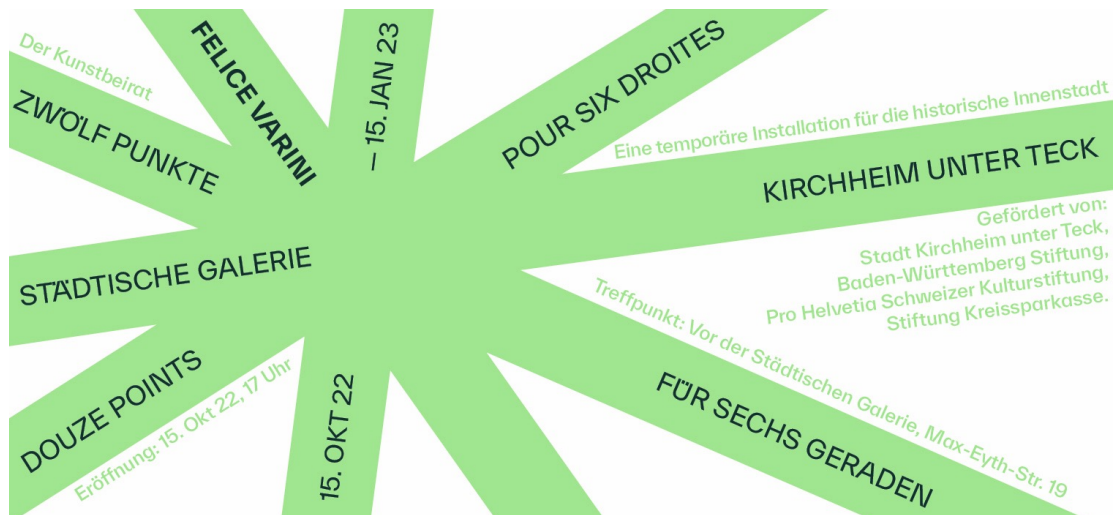 Der Kunstbeirat
ZWÖLF PUNKTE
FELICE VARINI
— 15. JAN 23
POUR SIX DROITES
Eine temporäre Installation für die historische Innenstadt
KIRCHHEIM UNTER TECK
Gefördert von:
Stadt Kirchheim unter Teck,
Baden-Württemberg Stiftung,
Pro Helvetia Schweizer Kulturstiftung,
Stiftung Kreissparkasse.
STÄDTISCHE GALERIE
Treffpunkt: Vor der Städtischen Galerie, Max-Eyth-Str. 19
FÜR SECHS GERADEN
DOUZE POINTS
Eröffnung: 15. Okt 22, 17 Uhr
15. OKT 22